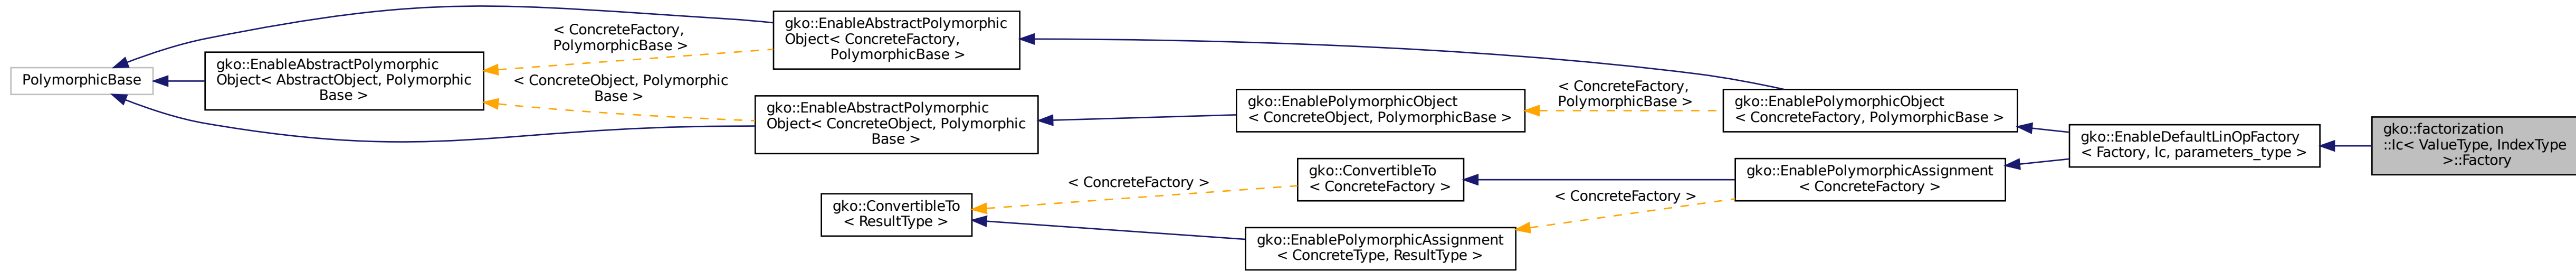 PolymorphicBase
gko::EnableAbstractPolymorphic
Object< AbstractObject, Polymorphic
Base >
< ConcreteFactory,
PolymorphicBase >
< ConcreteObject, Polymorphic
Base >
gko::EnableAbstractPolymorphic
Object< ConcreteFactory,
PolymorphicBase >
gko::EnableAbstractPolymorphic
Object< ConcreteObject, Polymorphic
Base >
gko::ConvertibleTo
< ResultType >
< ConcreteFactory >
gko::EnablePolymorphicObject
< ConcreteObject, PolymorphicBase >
gko::ConvertibleTo
< ConcreteFactory >
gko::EnablePolymorphicAssignment
< ConcreteType, ResultType >
< ConcreteFactory,
PolymorphicBase >
< ConcreteFactory >
gko::EnablePolymorphicObject
< ConcreteFactory, PolymorphicBase >
gko::EnablePolymorphicAssignment
< ConcreteFactory >
gko::EnableDefaultLinOpFactory
< Factory, Ic, parameters_type >
gko::factorization
::Ic< ValueType, IndexType
>::Factory